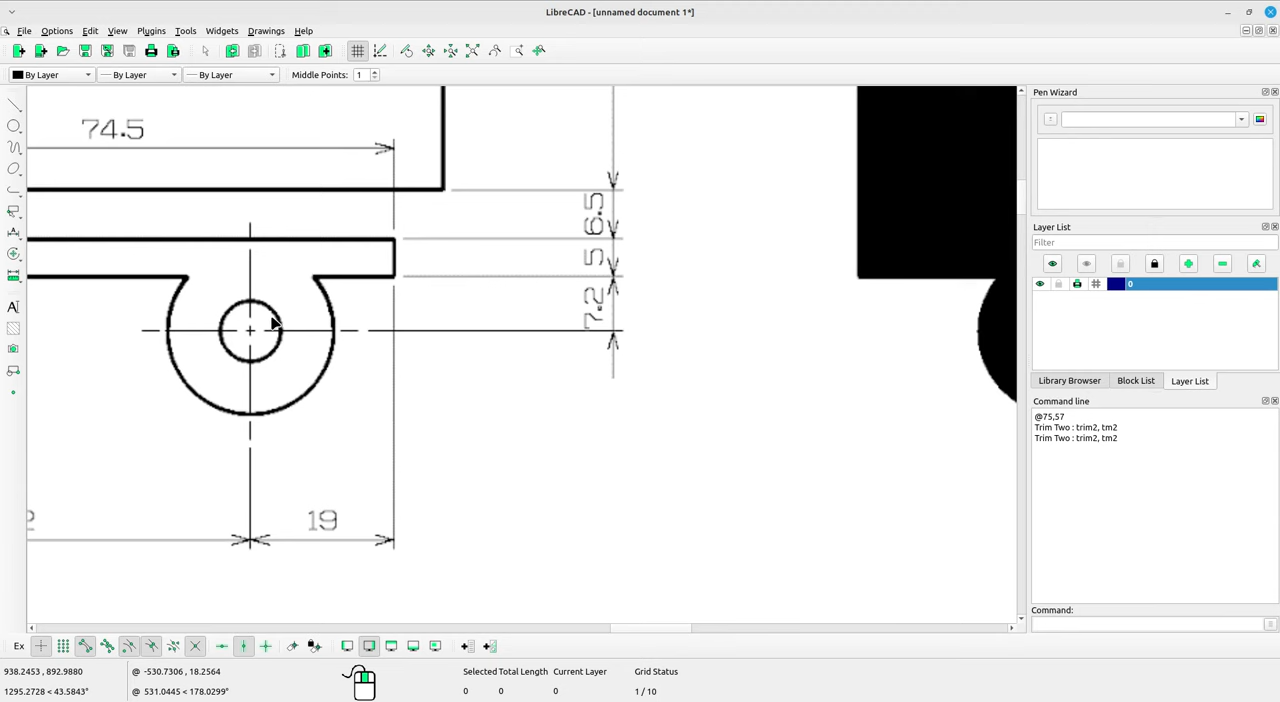 LibreCAD - [unnamed document 1*]
File Options Edit View Plugins Tools Widgets Drawings Help
By Layer By Layer By Layer Middle Points: 1
Pen Wizard
74.5
6.5
5
7.2
19
2
Layer List
Filter
0
Library Browser Block List Layer List
Command line
@75,57
Trim Two : trim2, tm2
Trim Two : trim2, tm2
Command:
Ex
938.2453, 892.9880 @ -530.7306, 18.2564 Selected Total Length Current Layer Grid Status
1295.2728 < 43.5843° @ 531.0445 < 178.0299° 0 0 0 1 / 10